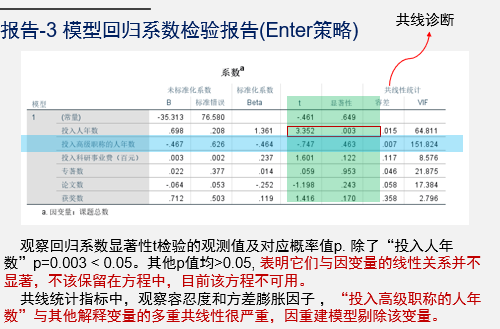 报告-3 模型回归系数检验报告(Enter策略)
共线诊断
系数a
未标准化系数 标准化系数 共线性统计
模型 B 标准错误 Beta t 显著性 容差 VIF
1 (常量) -35.313 76.580 -.461 .649
投入人年数 .698 .208 1.361 3.352 .003 .015 64.811
投入高级职称的人年数 -.467 .626 -.464 -.747 .463 .007 151.824
投入科研事业费（百元） .003 .002 .237 1.601 .122 .117 8.576
专著数 .022 .377 .014 .059 .953 .046 21.875
论文数 -.064 .053 -.252 -1.198 .243 .058 17.384
获奖数 .712 .503 .119 1.416 .170 .358 2.796
a. 因变量：课题总数
观察回归系数显著性t检验的观测值及对应概率值p. 除了“投入人年
数”p=0.003 < 0.05。其他p值均>0.05, 表明它们与因变量的线性关系并不
显著，不该保留在方程中，目前该方程不可用。
共线统计指标中，观察容忍度和方差膨胀因子 ，“投入高级职称的人年
数”与其他解释变量的多重共线性很严重，因重建模型剔除该变量。